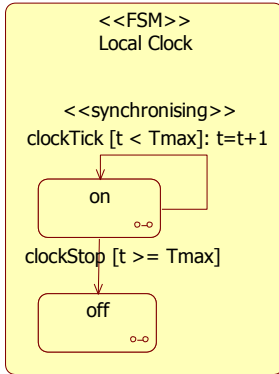 <<FSM>>
Local Clock
<<synchronising>>
clockTick [t < Tmax]: t=t+1
on
clockStop [t >= Tmax]
off